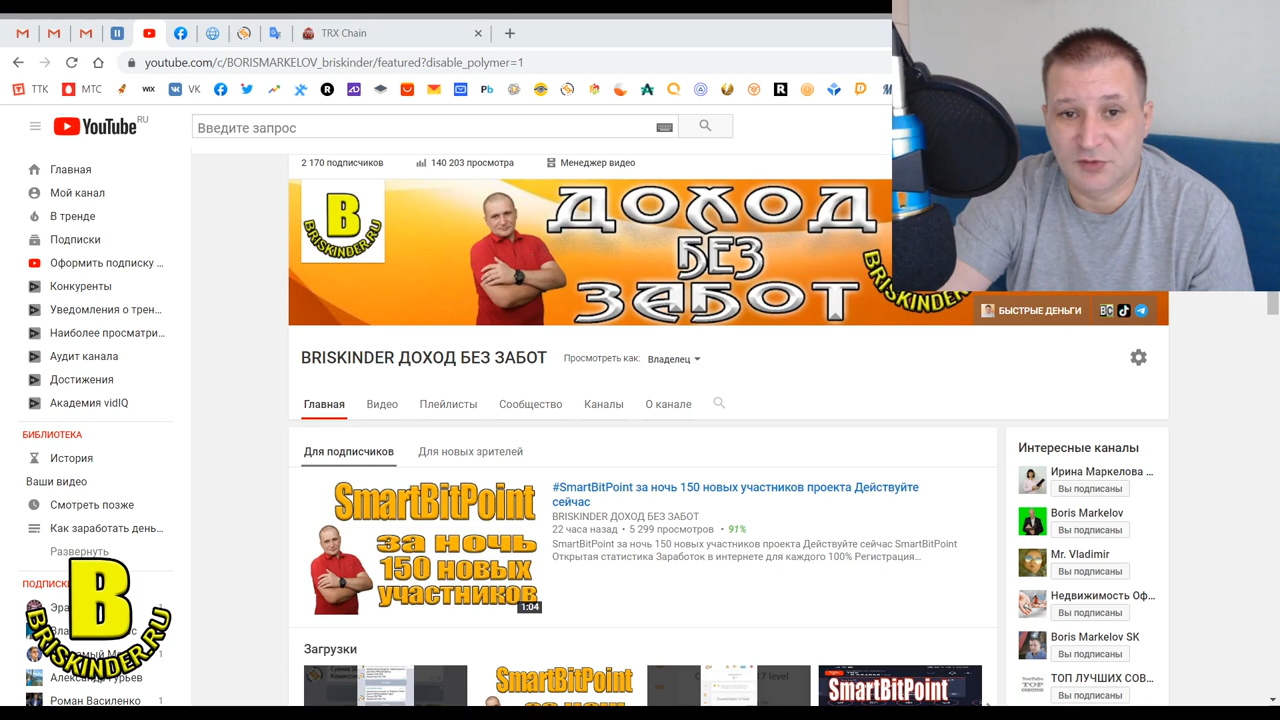 TRX Chain
youtube.com/c/BORISMARKELOV_briskinder/featured?disable_polymer=1
ТТК
МТС
WIX
VK
Pb
YouTube RU
Введите запрос
Главная
Мой канал
В тренде
Подписки
Оформить подписку ...
Конкуренты
Уведомления о трен...
Наиболее просматри...
Аудит канала
Достижения
Академия vidIQ
БИБЛИОТЕКА
История
Ваши видео
Смотреть позже
Как заработать день...
Развернуть
Роман Василенко 1
B
BRISKINDER.RU
2 170 подписчиков
140 203 просмотра
Менеджер видео
B
BRISKINDER.RU
ДОХОД
БЕЗ
ЗАБОТ
БЫСТРЫЕ ДЕНЬГИ
BRISKINDER ДОХОД БЕЗ ЗАБОТ
Просмотреть как:
Владелец
Главная
Видео
Плейлисты
Сообщество
Каналы
О канале
Для подписчиков
Для новых зрителей
SmartBitPoint
за ночь
150 новых
участников
1:04
#SmartBitPoint за ночь 150 новых участников проекта Действуйте
сейчас
BRISKINDER ДОХОД БЕЗ ЗАБОТ
22 часа назад • 5 299 просмотров • 91%
SmartBitPoint за ночь 150 новых участников проекта Действуйте сейчас SmartBitPoint
Открытая статистика Заработок в интернете для каждого 100% Регистрация...
Загрузки
SmartBitPoint
SmartBitPoint
Интересные каналы
Ирина Маркелова ...
Вы подписаны
Boris Markelov
Вы подписаны
Mr. Vladimir
Вы подписаны
Недвижимость Оф...
Вы подписаны
Boris Markelov SK
Вы подписаны
ТОП ЛУЧШИХ СОВ...
Вы подписаны